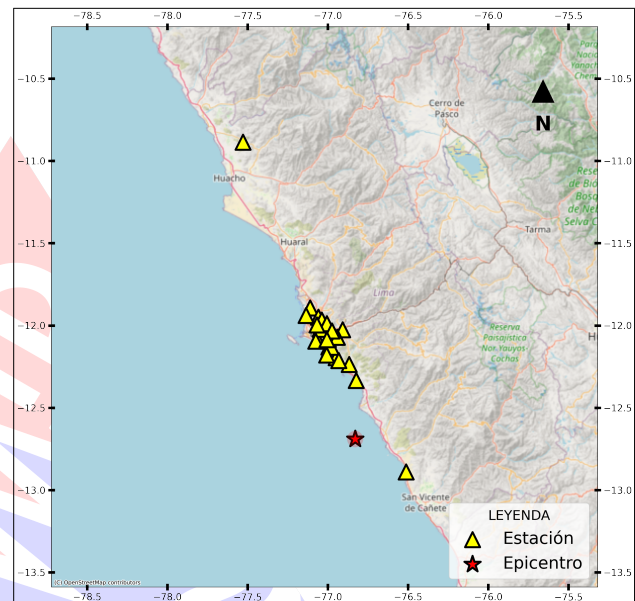 −78.5 −78.0 −77.5 −77.0 −76.5 −76.0 −75.5
−10.5 −10.5
N
Cerro de
Pasco
−11.0 −11.0
Huacho
−11.5 −11.5
Tarma
Huaral
Lima
−12.0 −12.0
Reserva
Paisajística
Nor Yauyos
Cochas
−12.5 −12.5
−13.0 −13.0
San Vicente
de Cañete
LEYENDA
Estación
Epicentro
−13.5 −13.5
(C) OpenStreetMap contributors
−78.5 −78.0 −77.5 −77.0 −76.5 −76.0 −75.5